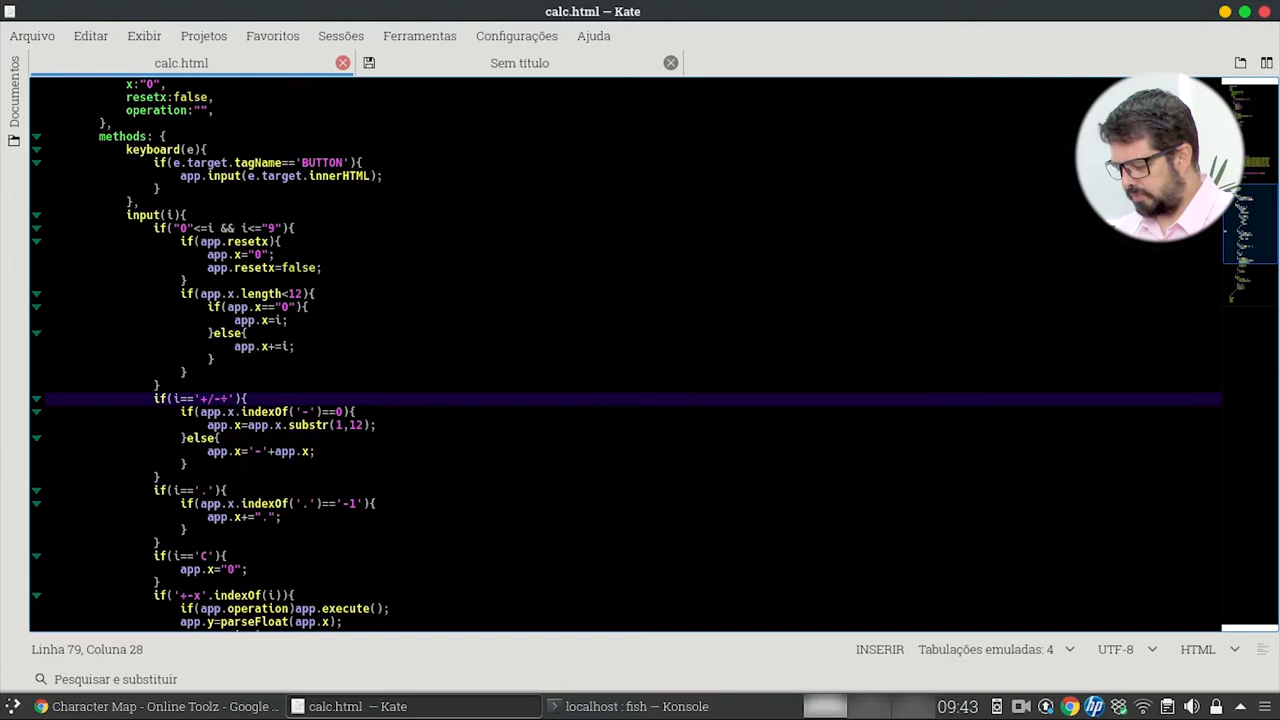 calc.html — Kate
Arquivo Editar Exibir Projetos Favoritos Sessões Ferramentas Configurações Ajuda
calc.html Sem título
Documentos
x:"0",
resetx:false,
operation:"",
},
methods: {
keyboard(e){
if(e.target.tagName=='BUTTON'){
app.input(e.target.innerHTML);
}
},
input(i){
if("0"<=i && i<="9"){
if(app.resetx){
app.x="0";
app.resetx=false;
}
if(app.x.length<12){
if(app.x=="0"){
app.x=i;
}else{
app.x+=i;
}
}
}
if(i=='+/-÷'){
if(app.x.indexOf('-')==0){
app.x=app.x.substr(1,12);
}else{
app.x='-'+app.x;
}
}
if(i=='.'){
if(app.x.indexOf('.')=='-1'){
app.x+=".";
}
}
if(i=='C'){
app.x="0";
}
if('+-x'.indexOf(i)){
if(app.operation)app.execute();
app.y=parseFloat(app.x);
Linha 79, Coluna 28 INSERIR Tabulações emuladas: 4 UTF-8 HTML
Pesquisar e substituir
Character Map - Online Toolz - Google ... calc.html — Kate localhost : fish — Konsole 09:43